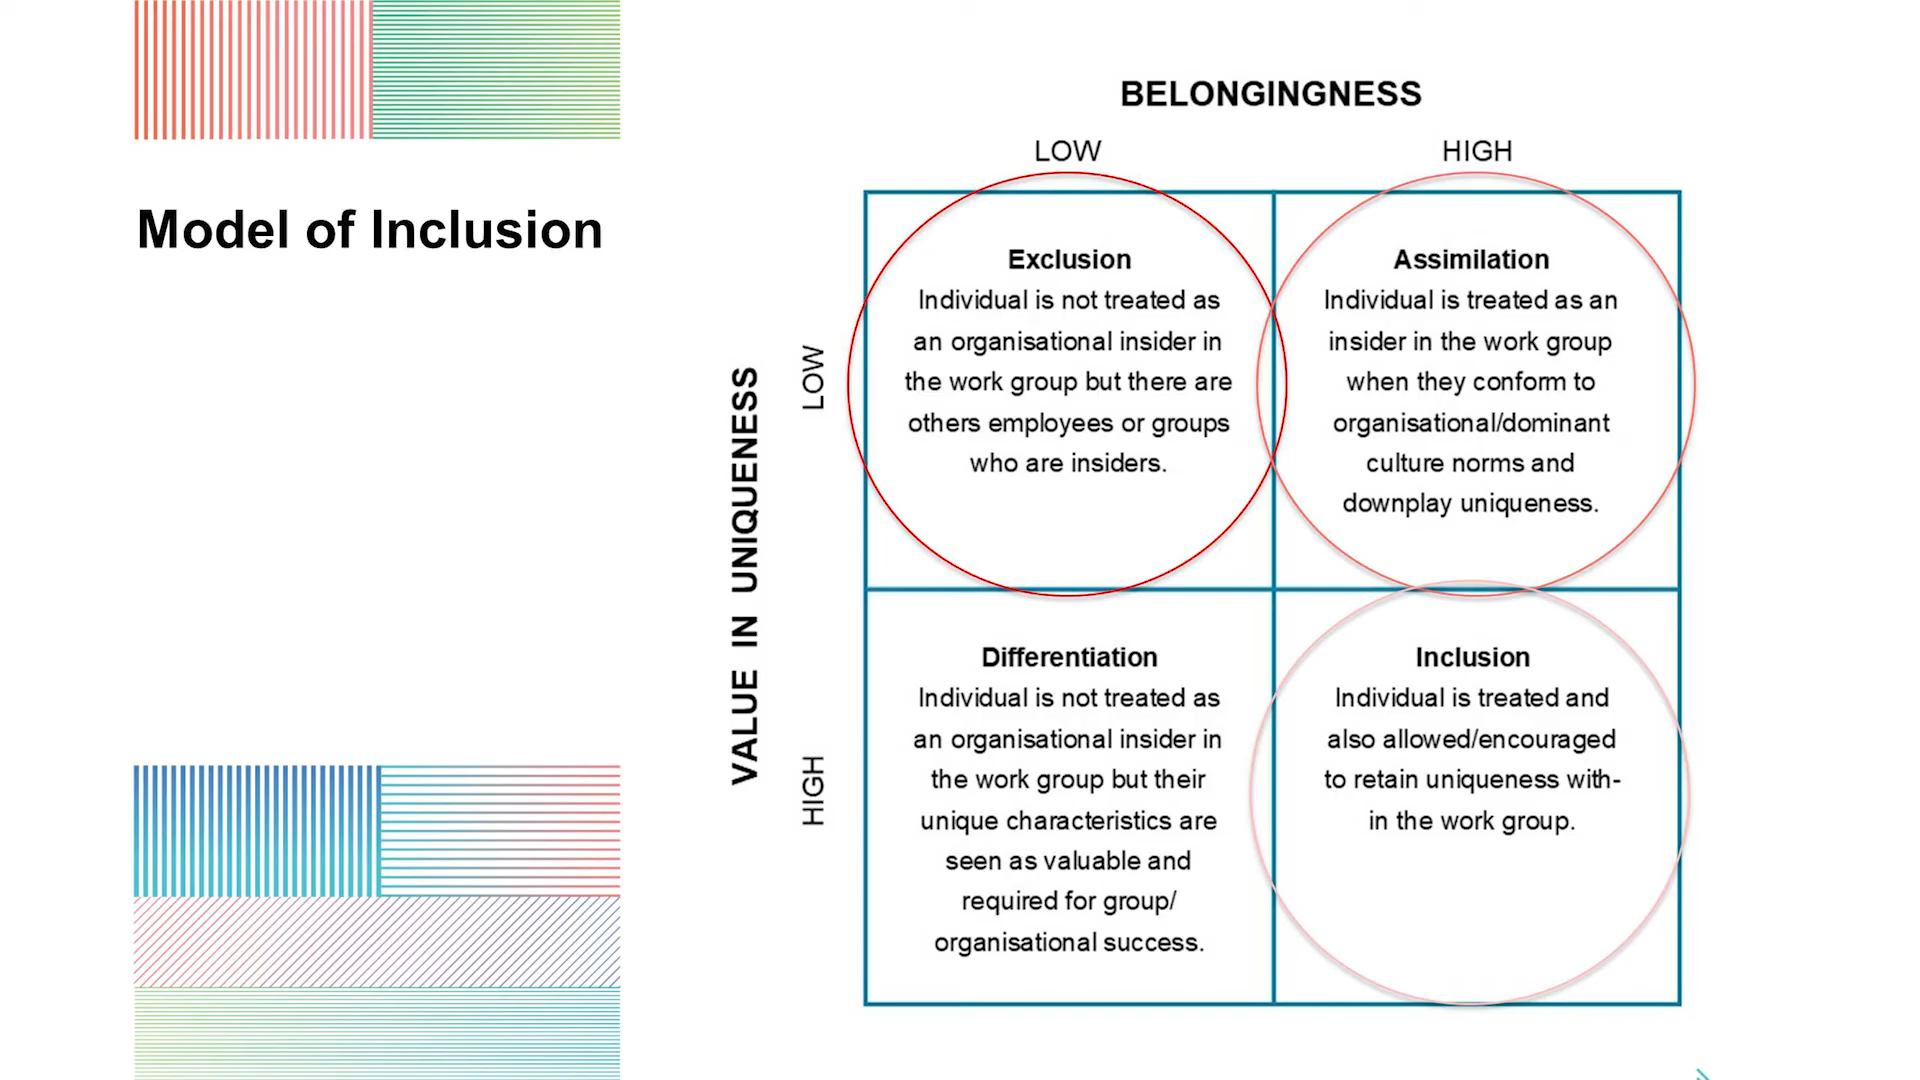 Model of Inclusion
BELONGINGNESS
LOW
HIGH
VALUE IN UNIQUENESS
LOW
Exclusion
Individual is not treated as
an organisational insider in
the work group but there are
others employees or groups
who are insiders.
Assimilation
Individual is treated as an
insider in the work group
when they conform to
organisational/dominant
culture norms and
downplay uniqueness.
HIGH
Differentiation
Individual is not treated as
an organisational insider in
the work group but their
unique characteristics are
seen as valuable and
required for group/
organisational success.
Inclusion
Individual is treated and
also allowed/encouraged
to retain uniqueness with-
in the work group.